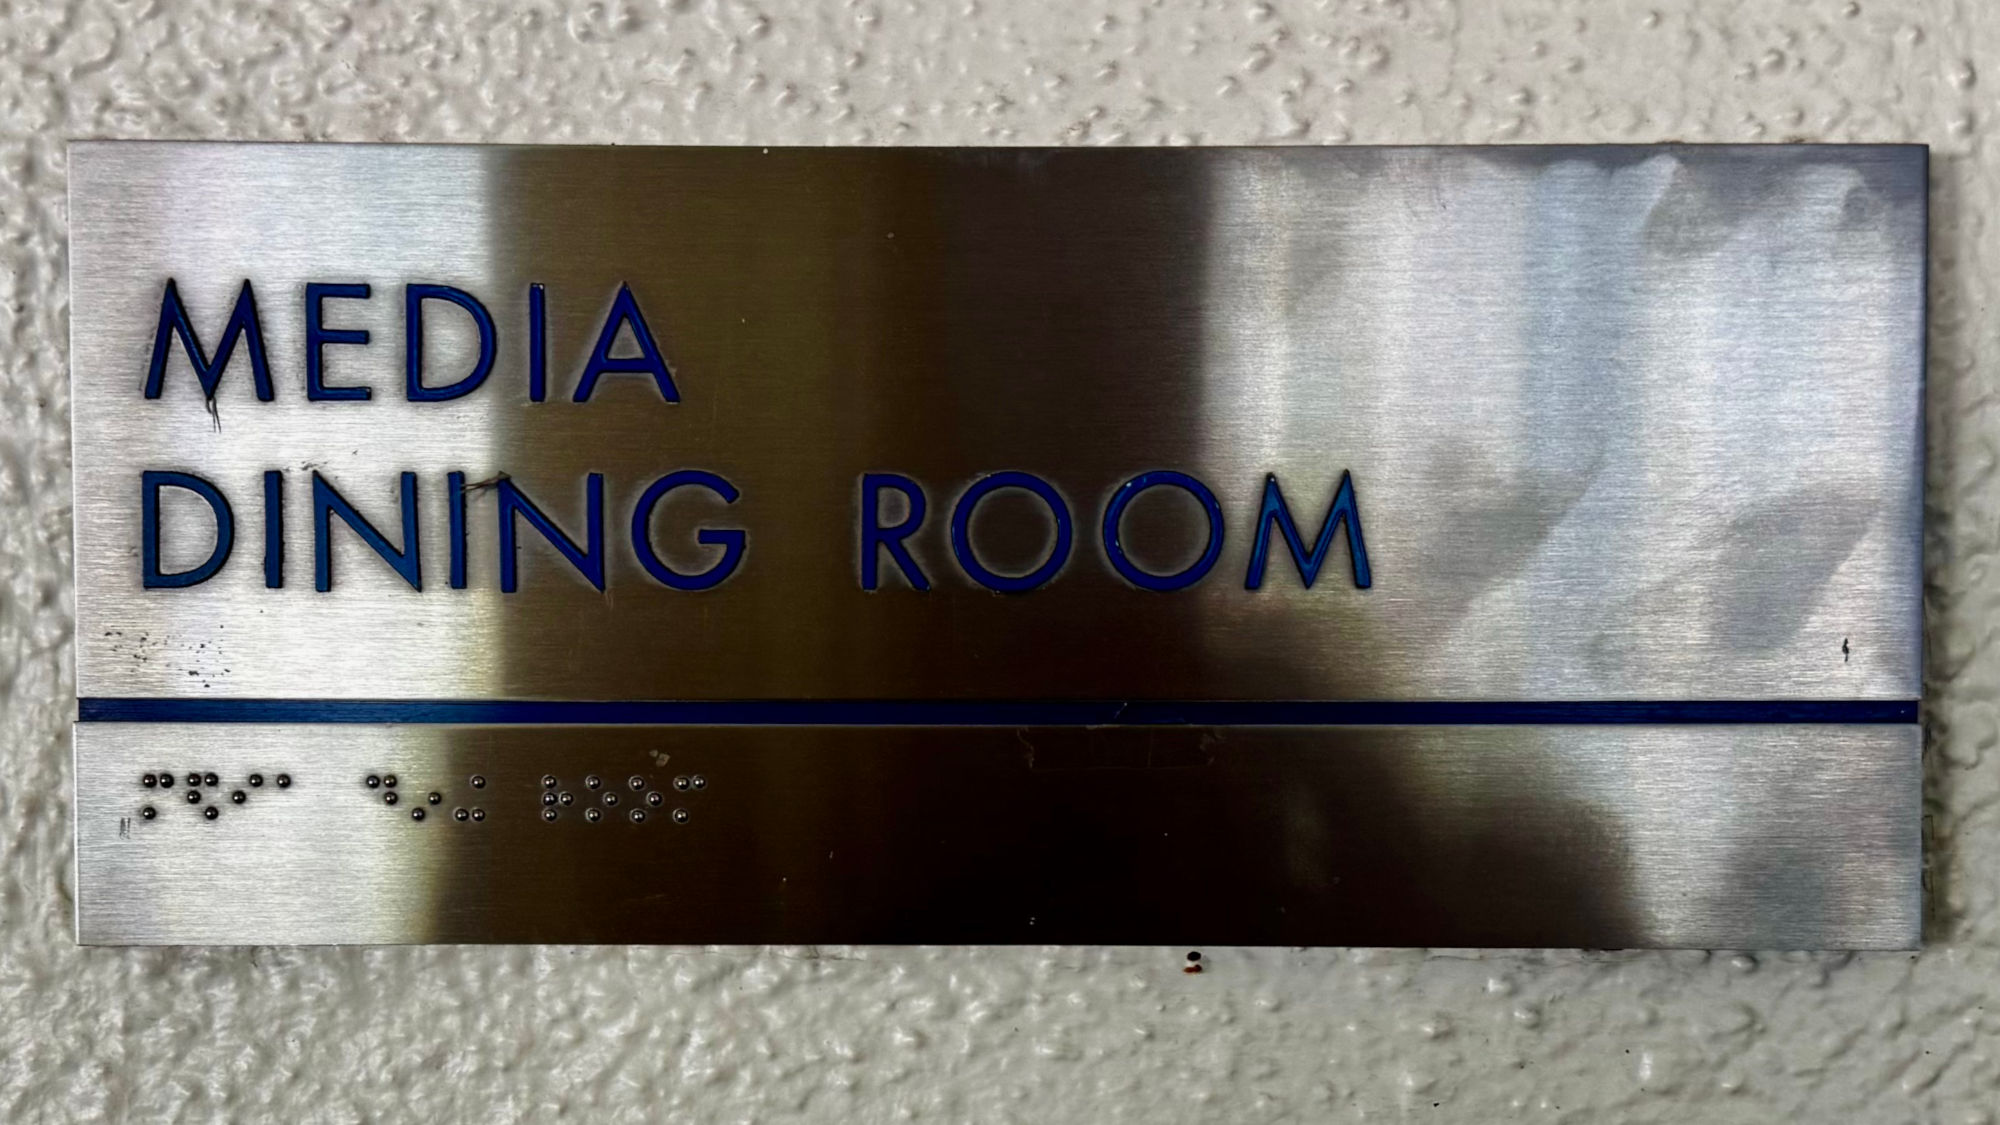 MEDIA
DINING ROOM
⠍⠫⠊⠁ ⠙⠔⠬ ⠗⠕⠕⠍